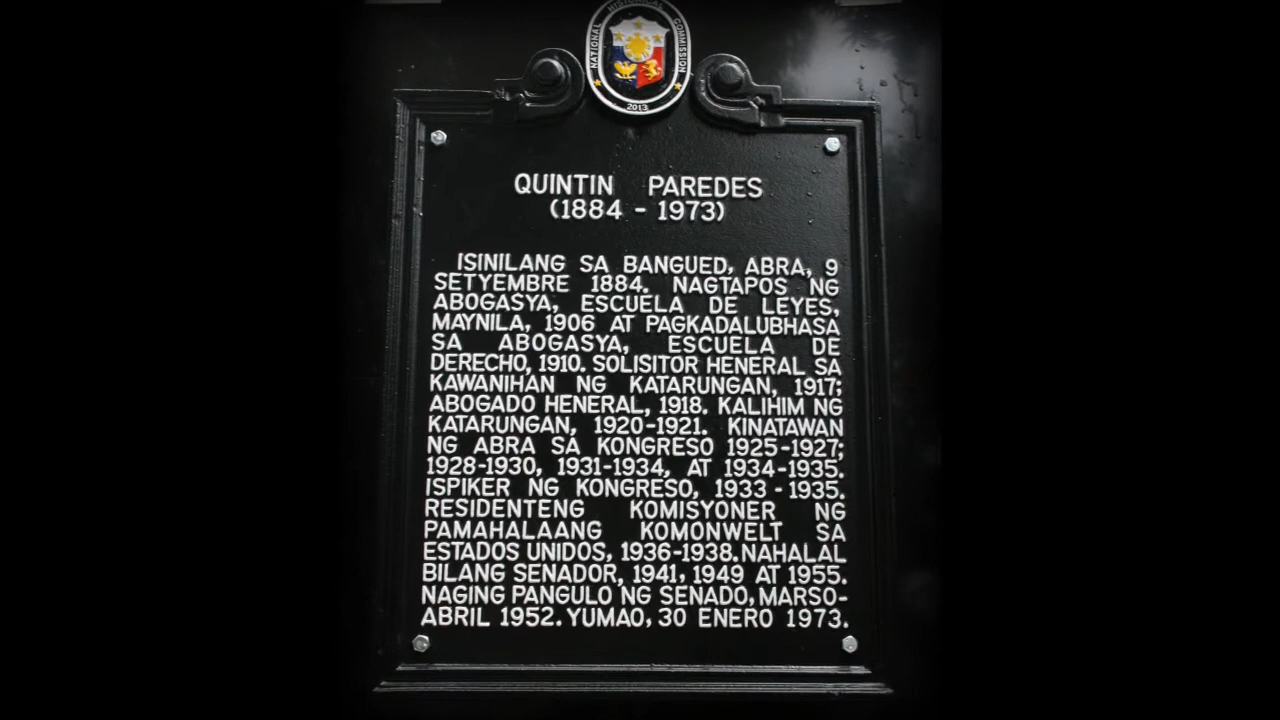 NATIONAL HISTORICAL COMMISSION
2013
QUINTIN PAREDES
(1884 - 1973)
ISINILANG SA BANGUED, ABRA, 9
SETYEMBRE 1884. NAGTAPOS NG
ABOGASYA, ESCUELA DE LEYES,
MAYNILA, 1906 AT PAGKADALUBHASA
SA ABOGASYA, ESCUELA DE
DERECHO, 1910. SOLISITOR HENERAL SA
KAWANIHAN NG KATARUNGAN, 1917;
ABOGADO HENERAL, 1918. KALIHIM NG
KATARUNGAN, 1920-1921. KINATAWAN
NG ABRA SA KONGRESO 1925-1927;
1928-1930, 1931-1934, AT 1934-1935.
ISPIKER NG KONGRESO, 1933 - 1935.
RESIDENTENG KOMISYONER NG
PAMAHALAANG KOMONWELT SA
ESTADOS UNIDOS, 1936-1938. NAHALAL
BILANG SENADOR, 1941, 1949 AT 1955.
NAGING PANGULO NG SENADO, MARSO-
ABRIL 1952. YUMAO, 30 ENERO 1973.